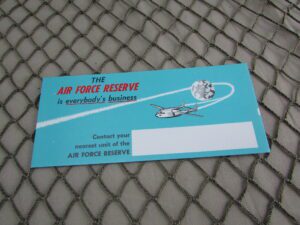 THE
AIR FORCE RESERVE
is everybody's business
Contact your
nearest unit of the
AIR FORCE RESERVE